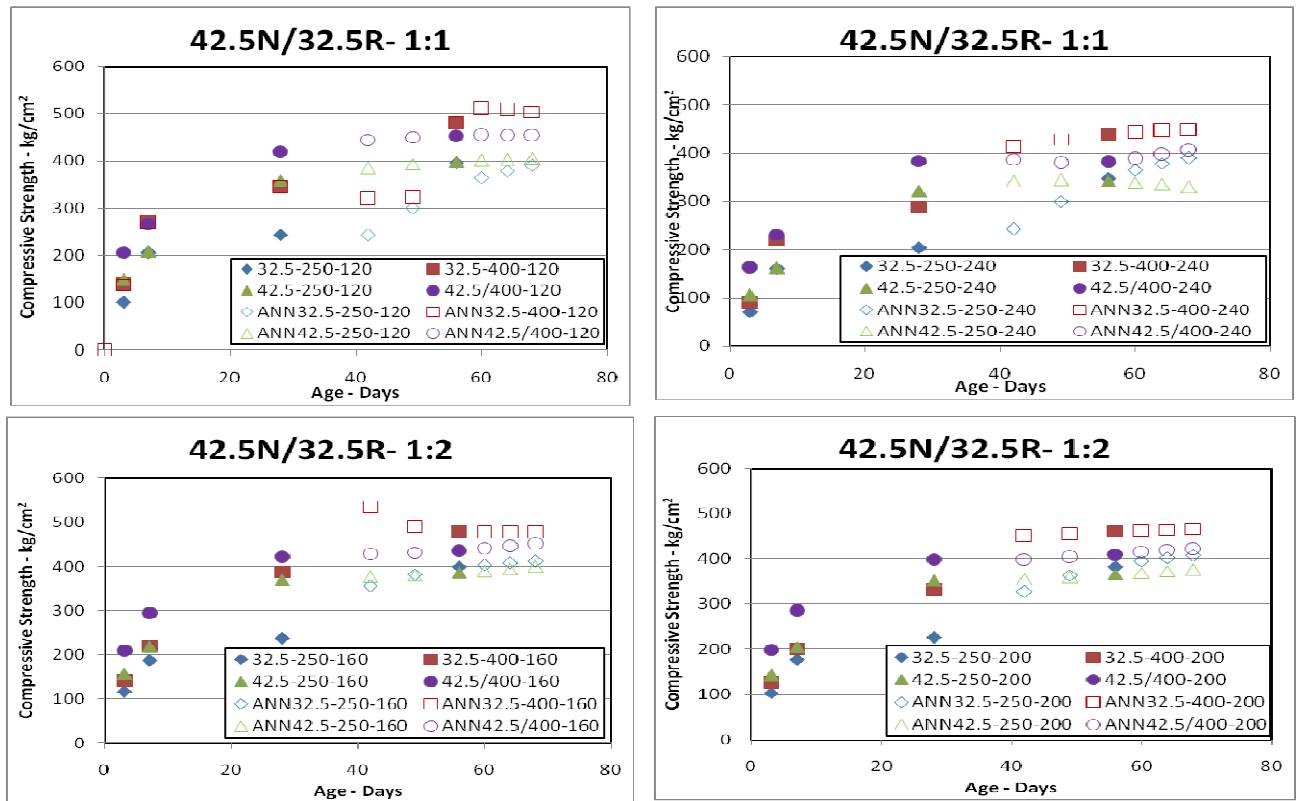 42.5N/32.5R- 1:1
Compressive Strength - kg/cm²
600
500
400
300
200
100
0
32.5-250-120
32.5-400-120
42.5-250-120
42.5/400-120
ANN32.5-250-120
ANN32.5-400-120
ANN42.5-250-120
ANN42.5/400-120
0
20
40
60
80
Age - Days
42.5N/32.5R- 1:1
Compressive Strength - kg/cm²
600
500
400
300
200
100
0
32.5-250-240
32.5-400-240
42.5-250-240
42.5/400-240
ANN32.5-250-240
ANN32.5-400-240
ANN42.5-250-240
ANN42.5/400-240
0
20
40
60
80
Age - Days
42.5N/32.5R- 1:2
Compressive Strength - kg/cm²
600
500
400
300
200
100
0
32.5-250-160
32.5-400-160
42.5-250-160
42.5/400-160
ANN32.5-250-160
ANN32.5-400-160
ANN42.5-250-160
ANN42.5/400-160
0
20
40
60
80
Age - Days
42.5N/32.5R- 1:2
Compressive Strength - kg/cm²
600
500
400
300
200
100
0
32.5-250-200
32.5-400-200
42.5-250-200
42.5/400-200
ANN32.5-250-200
ANN32.5-400-200
ANN42.5-250-200
ANN42.5/400-200
0
20
40
60
80
Age - Days